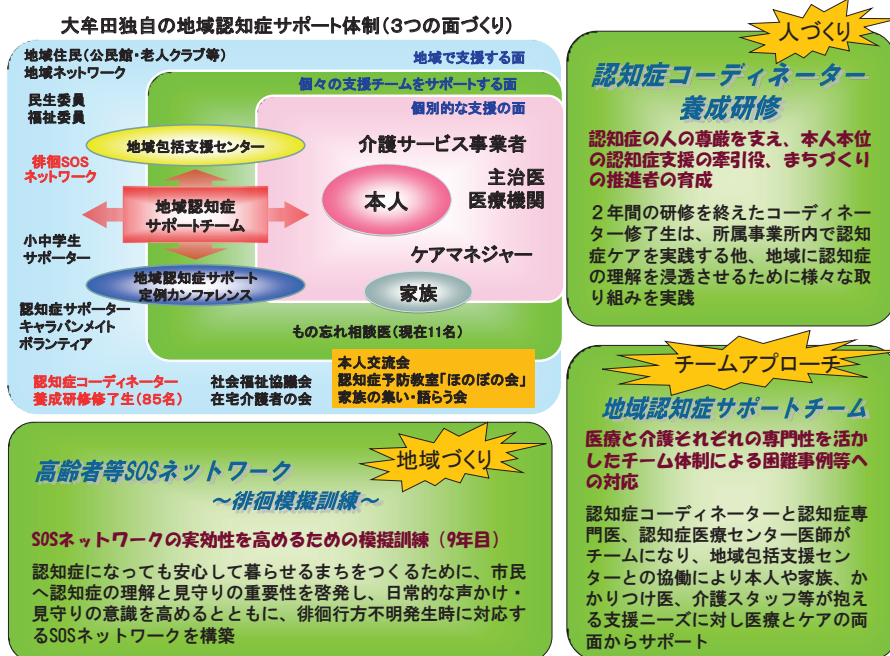 大牟田独自の地域認知症サポート体制(3つの面づくり)
地域住民(公民館・老人クラブ等)
地域ネットワーク
民生委員
福祉委員
徘徊SOS
ネットワーク
小中学生
サポーター
認知症サポーター
キャラバンメイト
ボランティア
認知症コーディネーター
養成研修修了生(85名)
社会福祉協議会
在宅介護者の会
地域で支援する面
個々の支援チームをサポートする面
個別的な支援の面
地域包括支援センター
地域認知症
サポートチーム
地域認知症サポート
定例カンファレンス
介護サービス事業者
本人
主治医
医療機関
ケアマネジャー
家族
もの忘れ相談医(現在11名)
本人交流会
認知症予防教室「ほのぼの会」
家族の集い・語らう会
人づくり
認知症コーディネーター
養成研修
認知症の人の尊厳を支え、本人本位
の認知症支援の牽引役、まちづくり
の推進者の育成
２年間の研修を終えたコーディネー
ター修了生は、所属事業所内で認知
症ケアを実践する他、地域に認知症
の理解を浸透させるために様々な取
り組みを実践
チームアプローチ
地域認知症サポートチーム
医療と介護それぞれの専門性を活か
したチーム体制による困難事例等へ
の対応
認知症コーディネーターと認知症専
門医、認知症医療センター医師が
チームになり、地域包括支援セン
ターとの協働により本人や家族、か
かりつけ医、介護スタッフ等が抱え
る支援ニーズに対し医療とケアの両
面からサポート
地域づくり
高齢者等SOSネットワーク
～徘徊模擬訓練～
SOSネットワークの実効性を高めるための模擬訓練（9年目）
認知症になっても安心して暮らせるまちをつくるために、市民
へ認知症の理解と見守りの重要性を啓発し、日常的な声かけ・
見守りの意識を高めるとともに、徘徊行方不明発生時に対応す
るSOSネットワークを構築